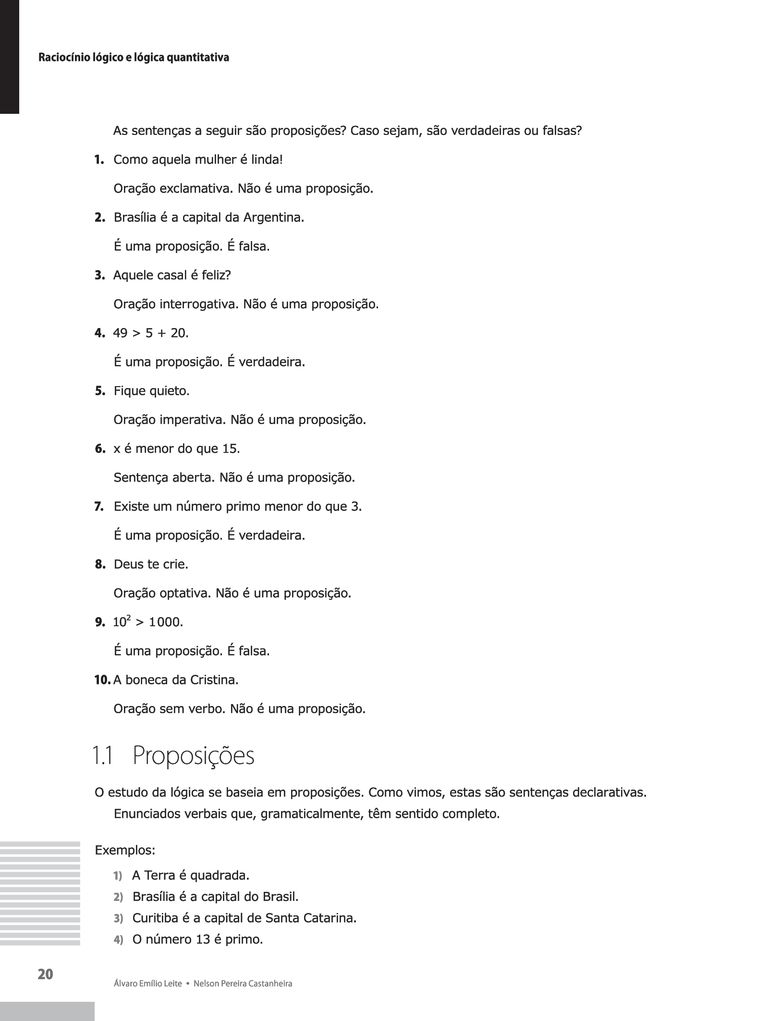 Raciocínio lógico e lógica quantitativa
As sentenças a seguir são proposições? Caso sejam, são verdadeiras ou falsas?
1. Como aquela mulher é linda!
Oração exclamativa. Não é uma proposição.
2. Brasília é a capital da Argentina.
É uma proposição. É falsa.
3. Aquele casal é feliz?
Oração interrogativa. Não é uma proposição.
4. 49 > 5 + 20.
É uma proposição. É verdadeira.
5. Fique quieto.
Oração imperativa. Não é uma proposição.
6. x é menor do que 15.
Sentença aberta. Não é uma proposição.
7. Existe um número primo menor do que 3.
É uma proposição. É verdadeira.
8. Deus te crie.
Oração optativa. Não é uma proposição.
9. 10² > 1000.
É uma proposição. É falsa.
10. A boneca da Cristina.
Oração sem verbo. Não é uma proposição.
1.1 Proposições
O estudo da lógica se baseia em proposições. Como vimos, estas são sentenças declarativas.
Enunciados verbais que, gramaticalmente, têm sentido completo.
Exemplos:
1) A Terra é quadrada.
2) Brasília é a capital do Brasil.
3) Curitiba é a capital de Santa Catarina.
4) O número 13 é primo.
20
Álvaro Emílio Leite • Nelson Pereira Castanheira